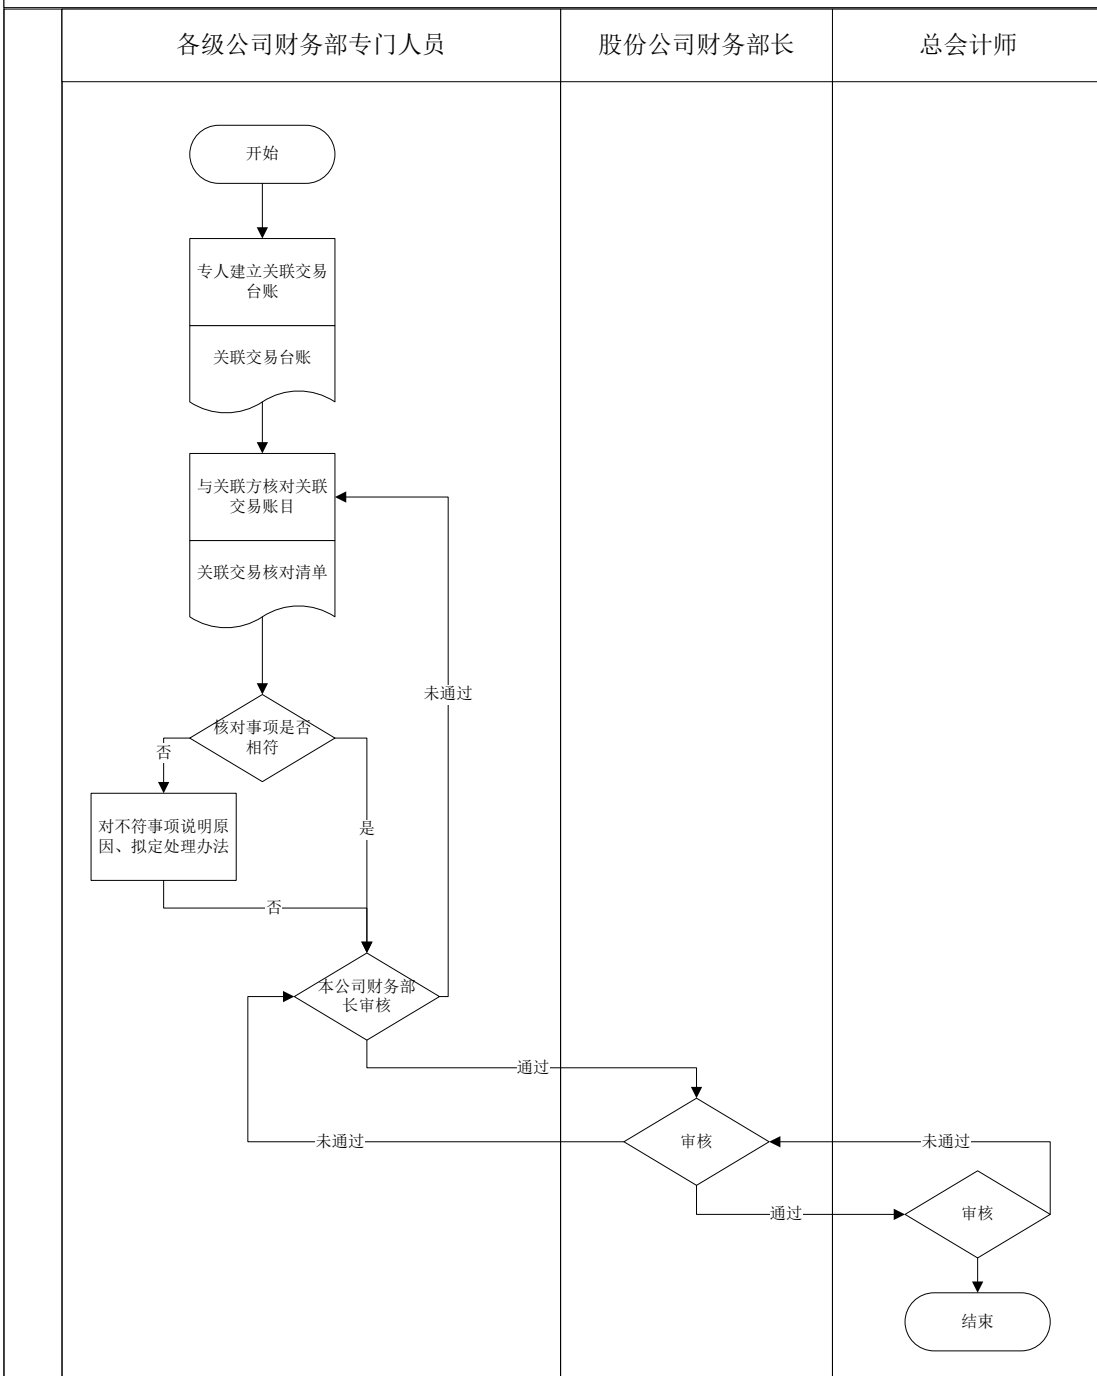 各级公司财务部专门人员
股份公司财务部长
总会计师
开始
专人建立关联交易
台账
关联交易台账
与关联方核对关联
交易账目
关联交易核对清单
未通过
核对事项是否
相符
否
对不符事项说明原
因、拟定处理办法
是
否
本公司财务部
长审核
通过
未通过
审核
未通过
通过
审核
结束